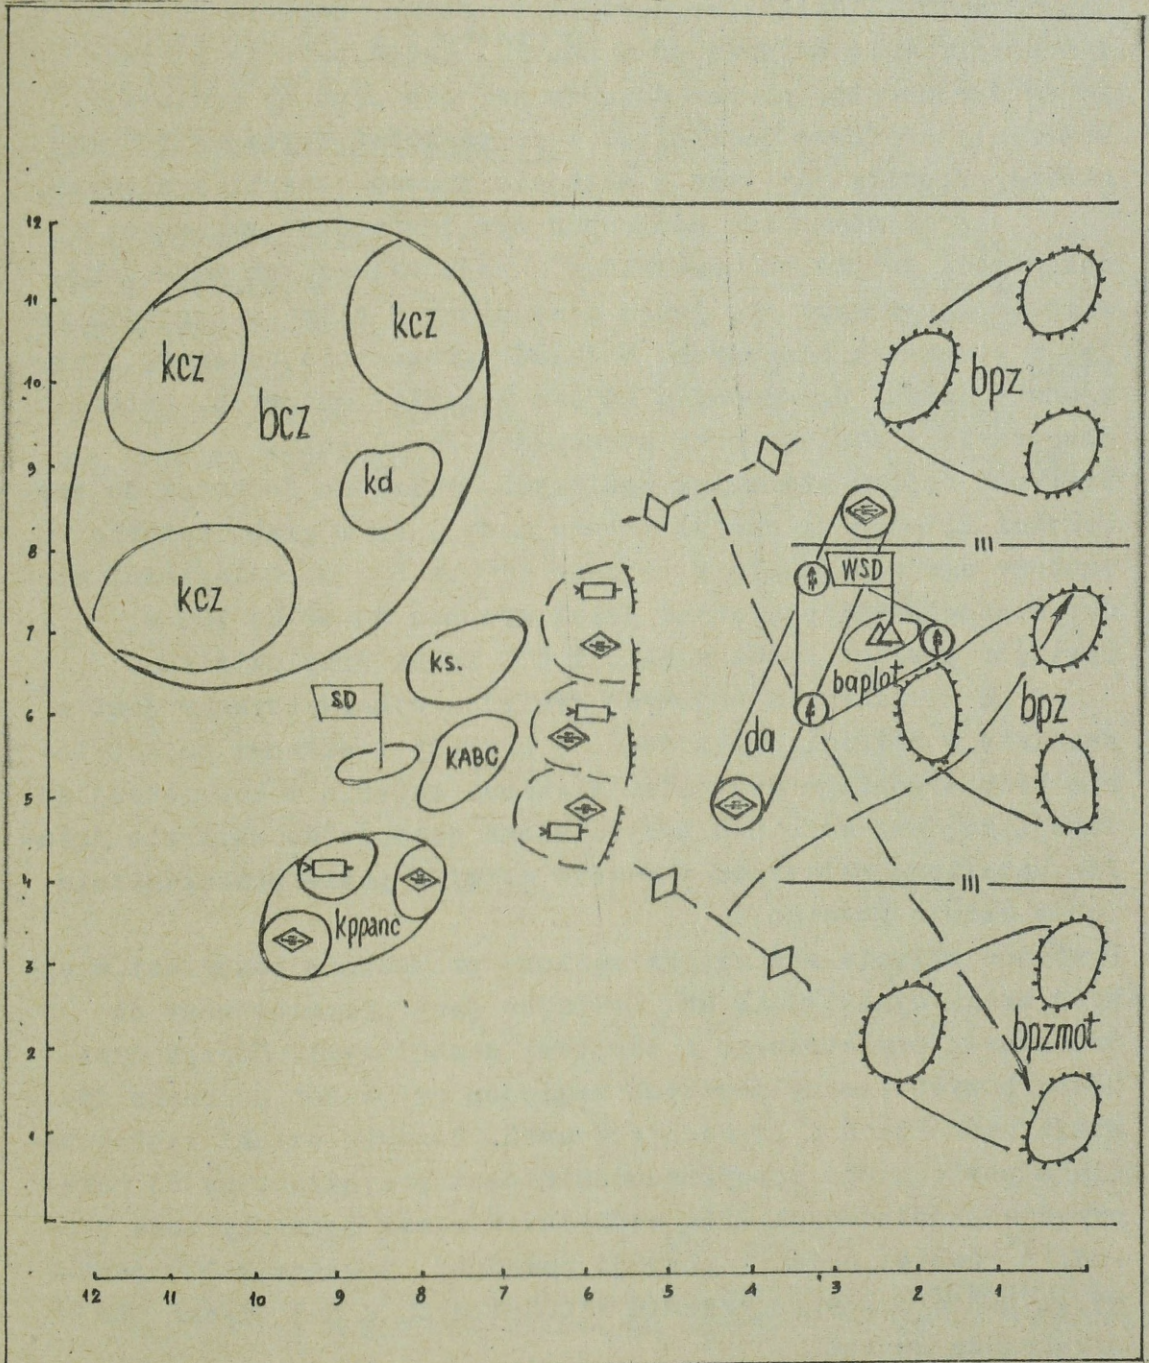 12
11
kcz
kcz
10
bpz
bcz
9
kd
8
III
WSD
kcz
7
ks.
baplot
SD
6
bpz
da
KABC
5
4
III
kppanc
3
bpzmot
2
1
12 11 10 9 8 7 6 5 4 3 2 1